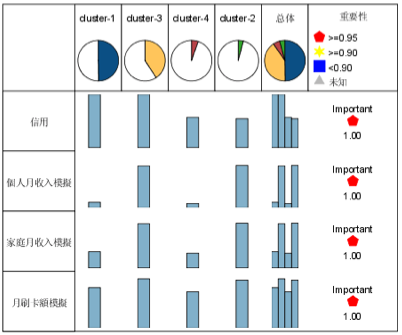 cluster-1 cluster-3 cluster-4 cluster-2 总体 重要性
>=0.95
>=0.90
<0.90
未知
信用 Important
1.00
個人月收入模擬 Important
1.00
家庭月收入模擬 Important
1.00
月刷卡額模擬 Important
1.00